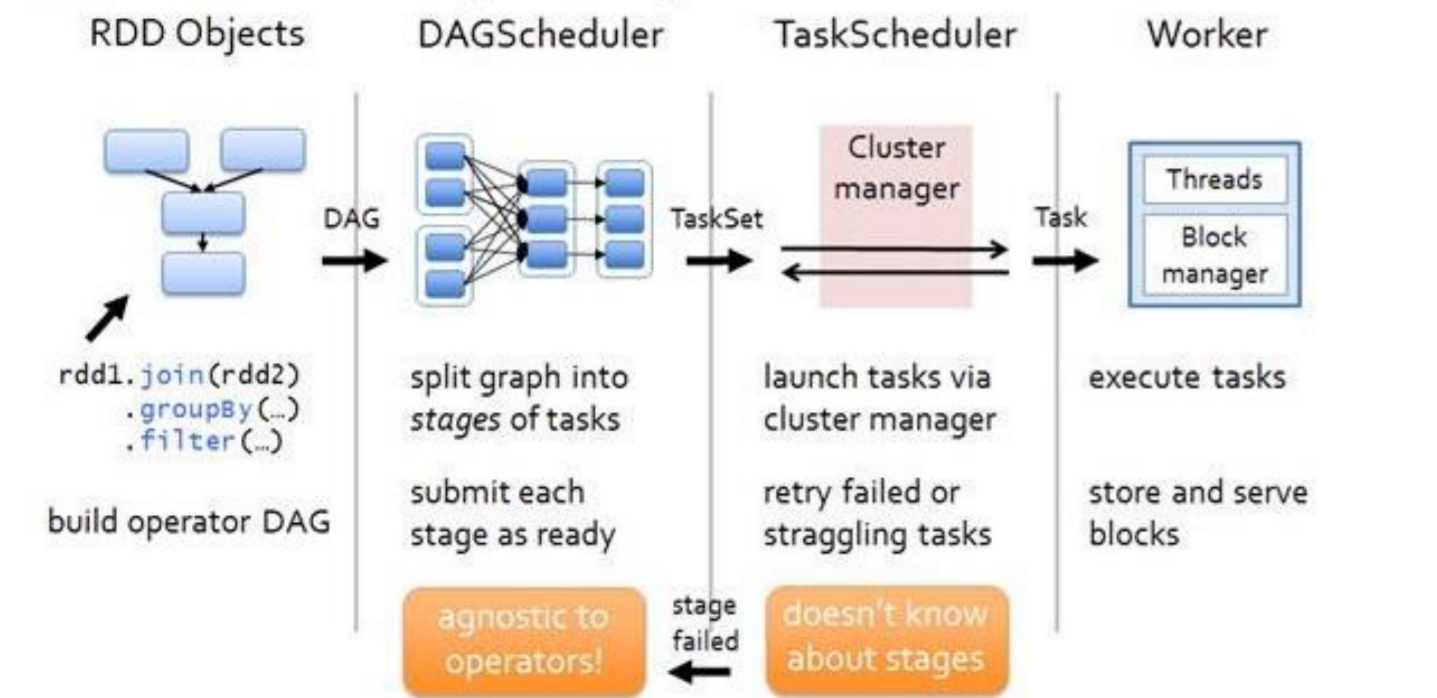 RDD Objects
DAGScheduler
TaskScheduler
Worker
DAG
TaskSet
Cluster
manager
Task
Threads
Block
manager
rdd1.join(rdd2)
.groupBy(…)
.filter(…)
build operator DAG
split graph into
stages of tasks
submit each
stage as ready
launch tasks via
cluster manager
retry failed or
straggling tasks
execute tasks
store and serve
blocks
agnostic to
operators!
stage
failed
doesn't know
about stages